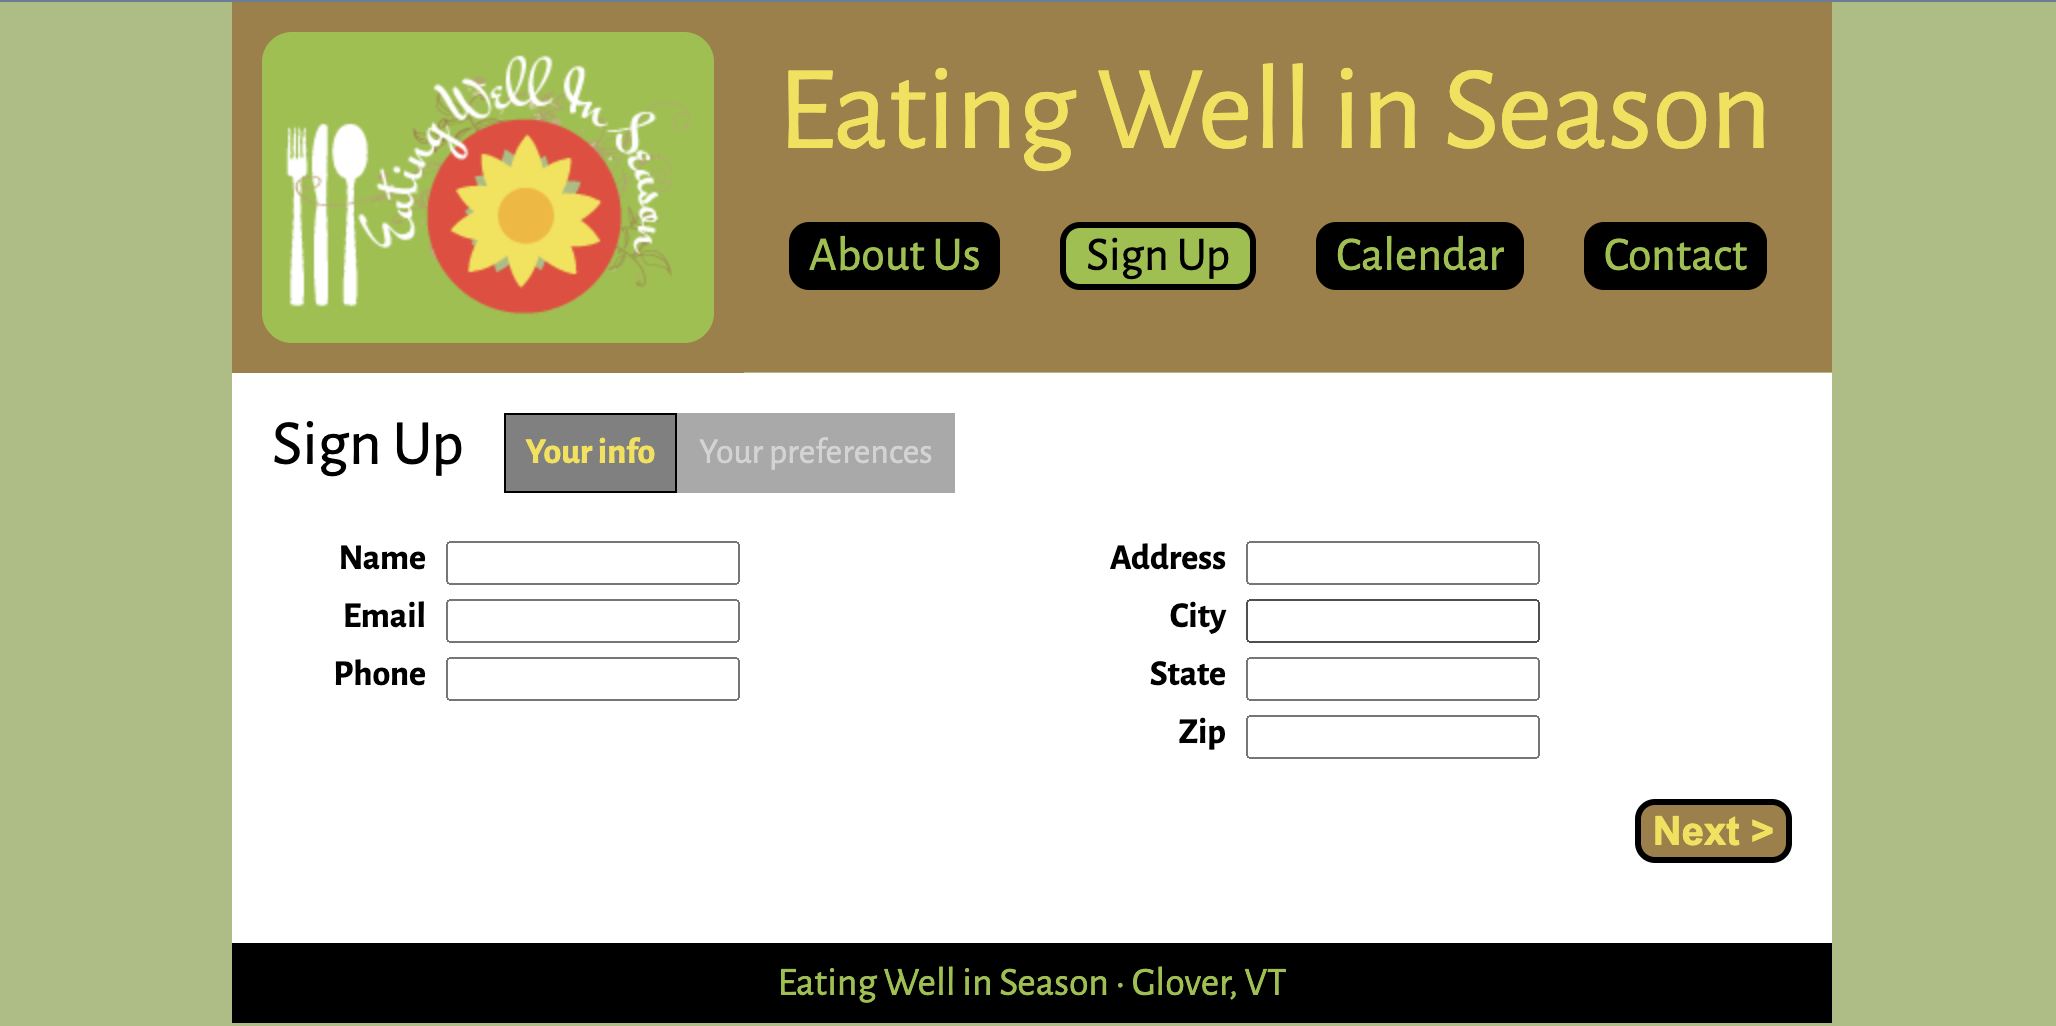 Eating Well In Season
Eating Well in Season
About Us
Sign Up
Calendar
Contact
Sign Up
Your info
Your preferences
Name
Email
Phone
Address
City
State
Zip
Next >
Eating Well in Season · Glover, VT